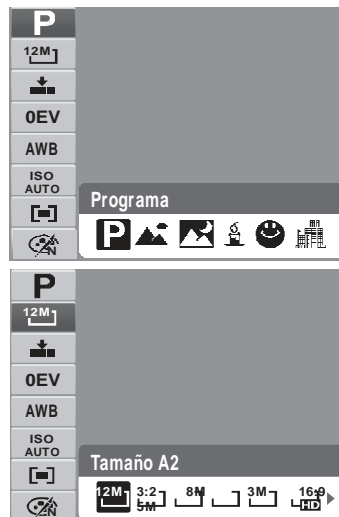 P
12M
0EV
AWB
ISO
AUTO
N
Programa
P
P
12M
0EV
AWB
ISO
AUTO
N
Tamaño A2
12M 3:2 8M 3M 16:9
HD